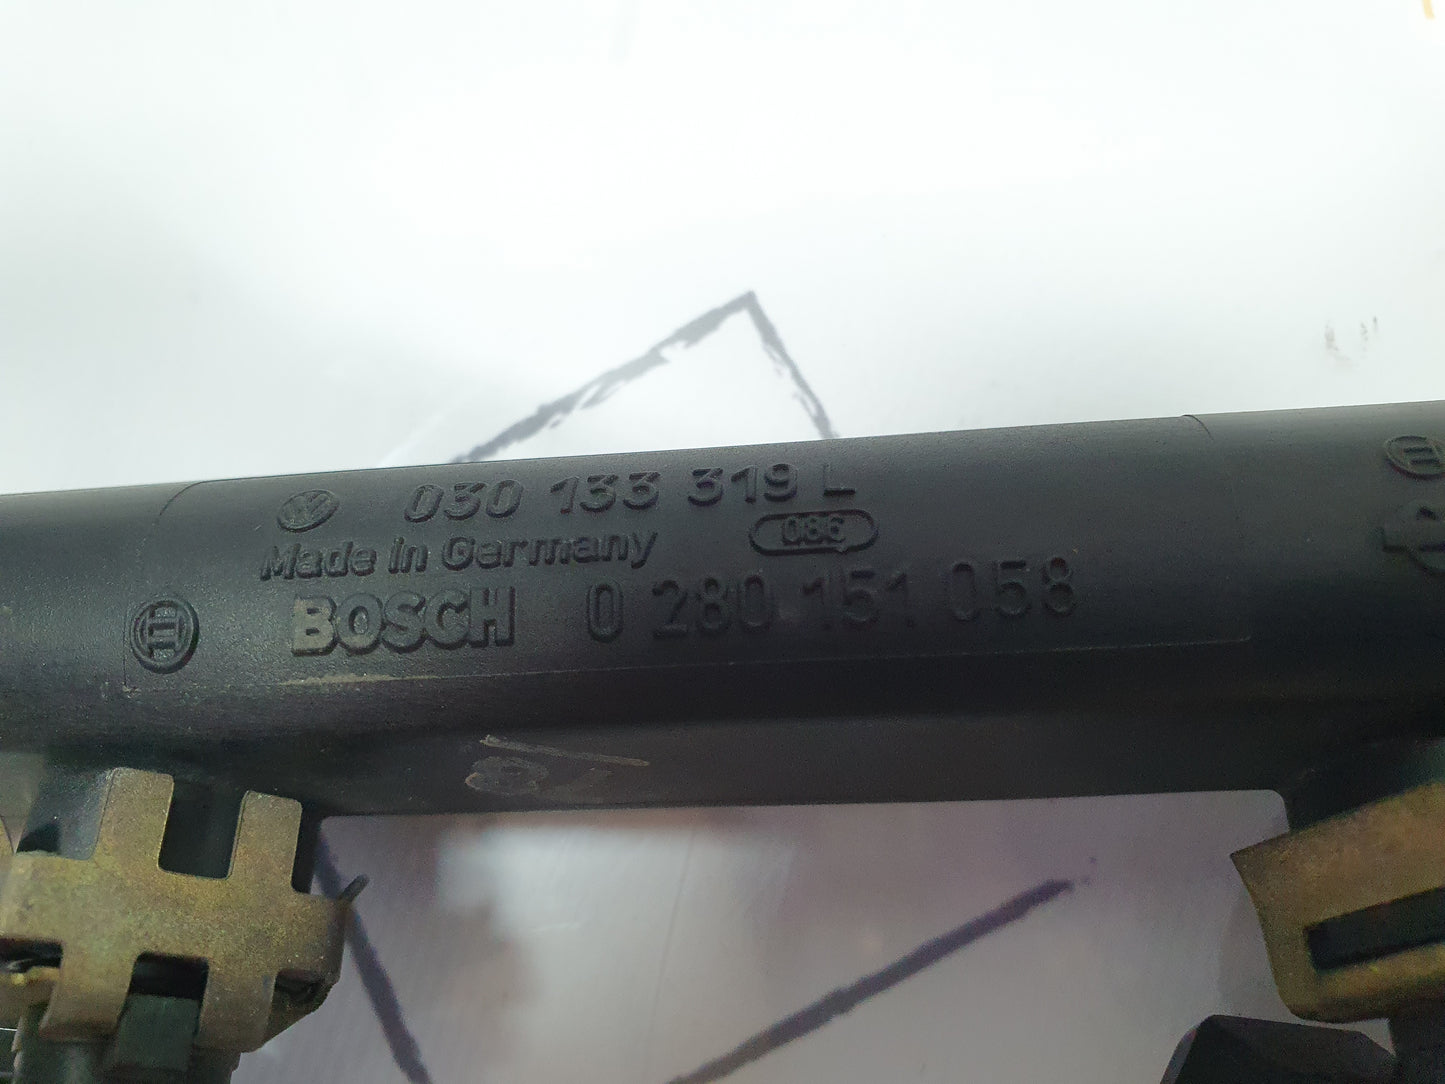 030 133 319 L
Made in Germany 086
BOSCH 0 280 151 058